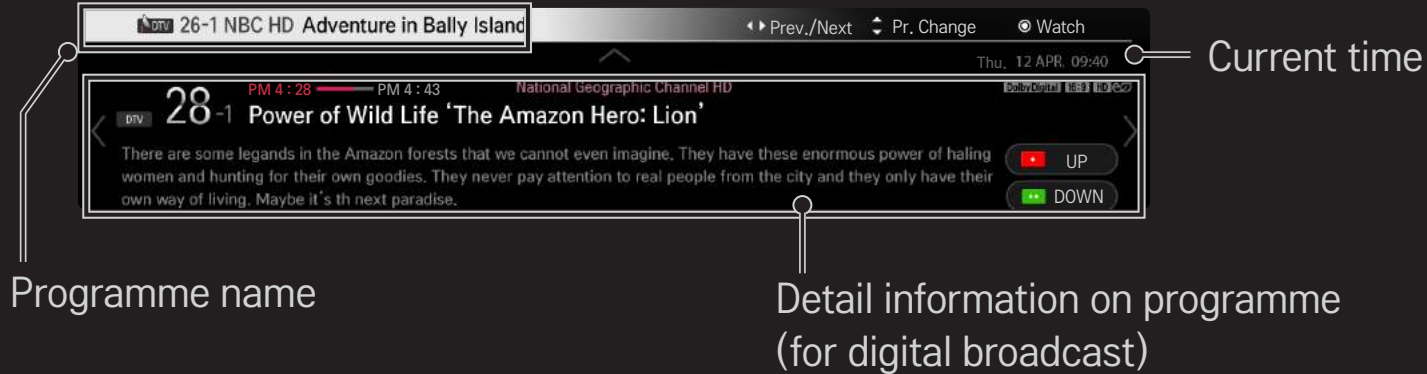 DTV 26-1 NBC HD Adventure in Bally Island
Prev./Next Pr. Change Watch
Thu. 12 APR. 09:40
Current time
PM 4 : 28 PM 4 : 43 National Geographic Channel HD
DolbyDigital 16:9 HD
DTV 28-1 Power of Wild Life ‘The Amazon Hero: Lion’
There are some legands in the Amazon forests that we cannot even imagine. They have these enormous power of haling
women and hunting for their own goodies. They never pay attention to real people from the city and they only have their
own way of living. Maybe it´s th next paradise.
UP
DOWN
Programme name
Detail information on programme
(for digital broadcast)